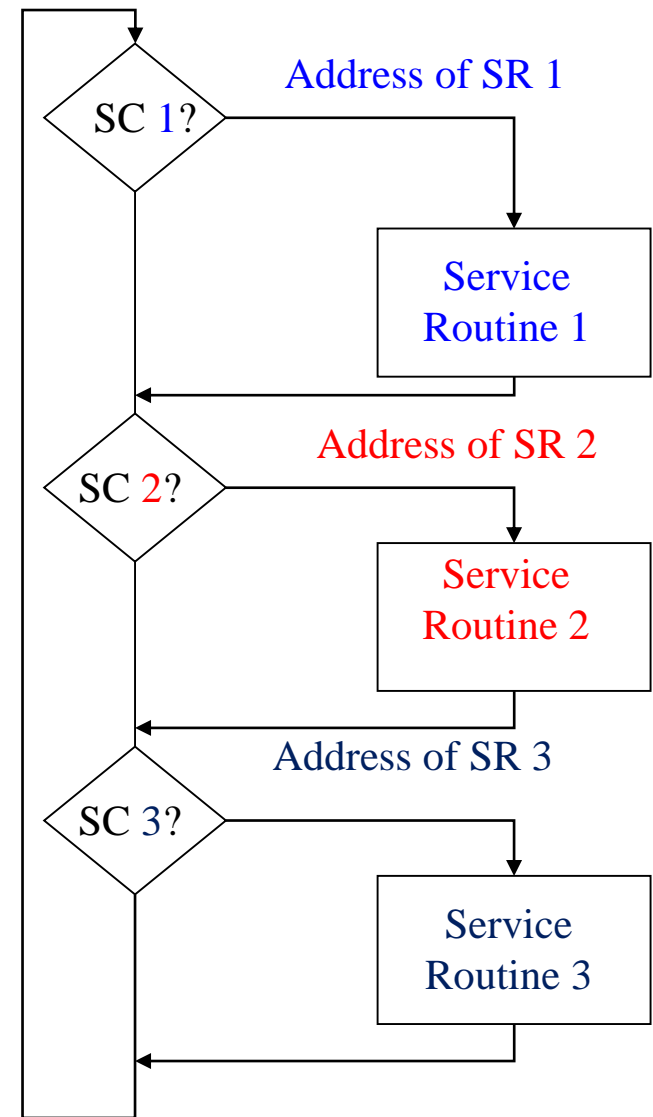 Address of SR 1
SC 1?
Service
Routine 1
Address of SR 2
SC 2?
Service
Routine 2
Address of SR 3
SC 3?
Service
Routine 3